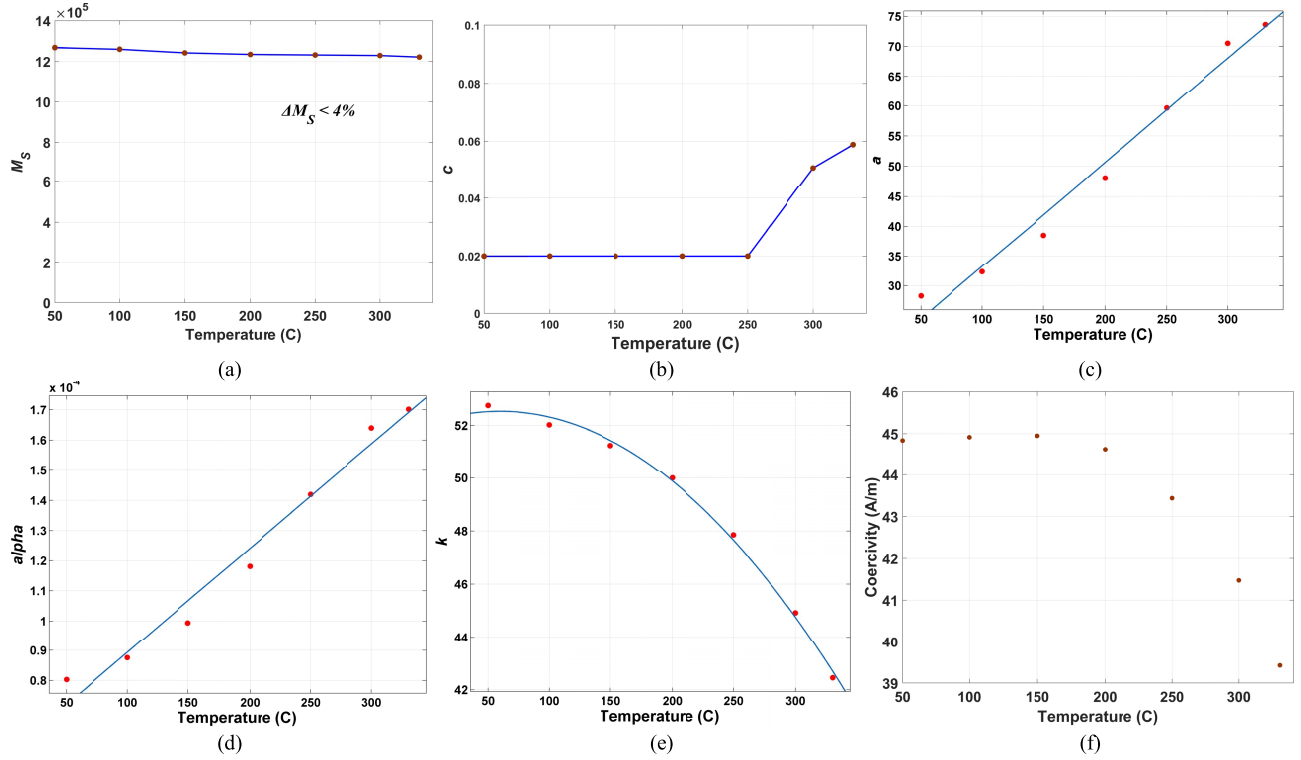 ×10⁵
14
12
10
8
6
4
2
0
M_S
ΔM_S < 4%
50 100 150 200 250 300
Temperature (C)
(a)
0.1
0.08
0.06
0.04
0.02
0
c
50 100 150 200 250 300
Temperature (C)
(b)
75
70
65
60
55
50
45
40
35
30
a
50 100 150 200 250 300
Temperature (C)
(c)
1.7
1.6
1.5
1.4
1.3
1.2
1.1
1
0.9
0.8
alpha
50 100 150 200 250 300
Temperature (C)
(d)
52
50
48
46
44
42
k
50 100 150 200 250 300
Temperature (C)
(e)
46
45
44
43
42
41
40
39
Coercivity (A/m)
50 100 150 200 250 300
Temperature (C)
(f)